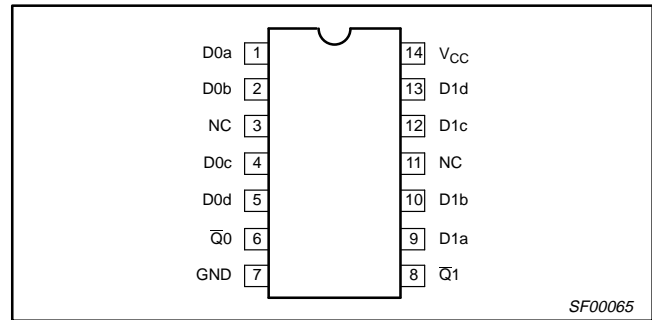 D0a 1 14 VCC
D0b 2 13 D1d
NC 3 12 D1c
D0c 4 11 NC
D0d 5 10 D1b
Q̅0 6 9 D1a
GND 7 8 Q̅1
SF00065